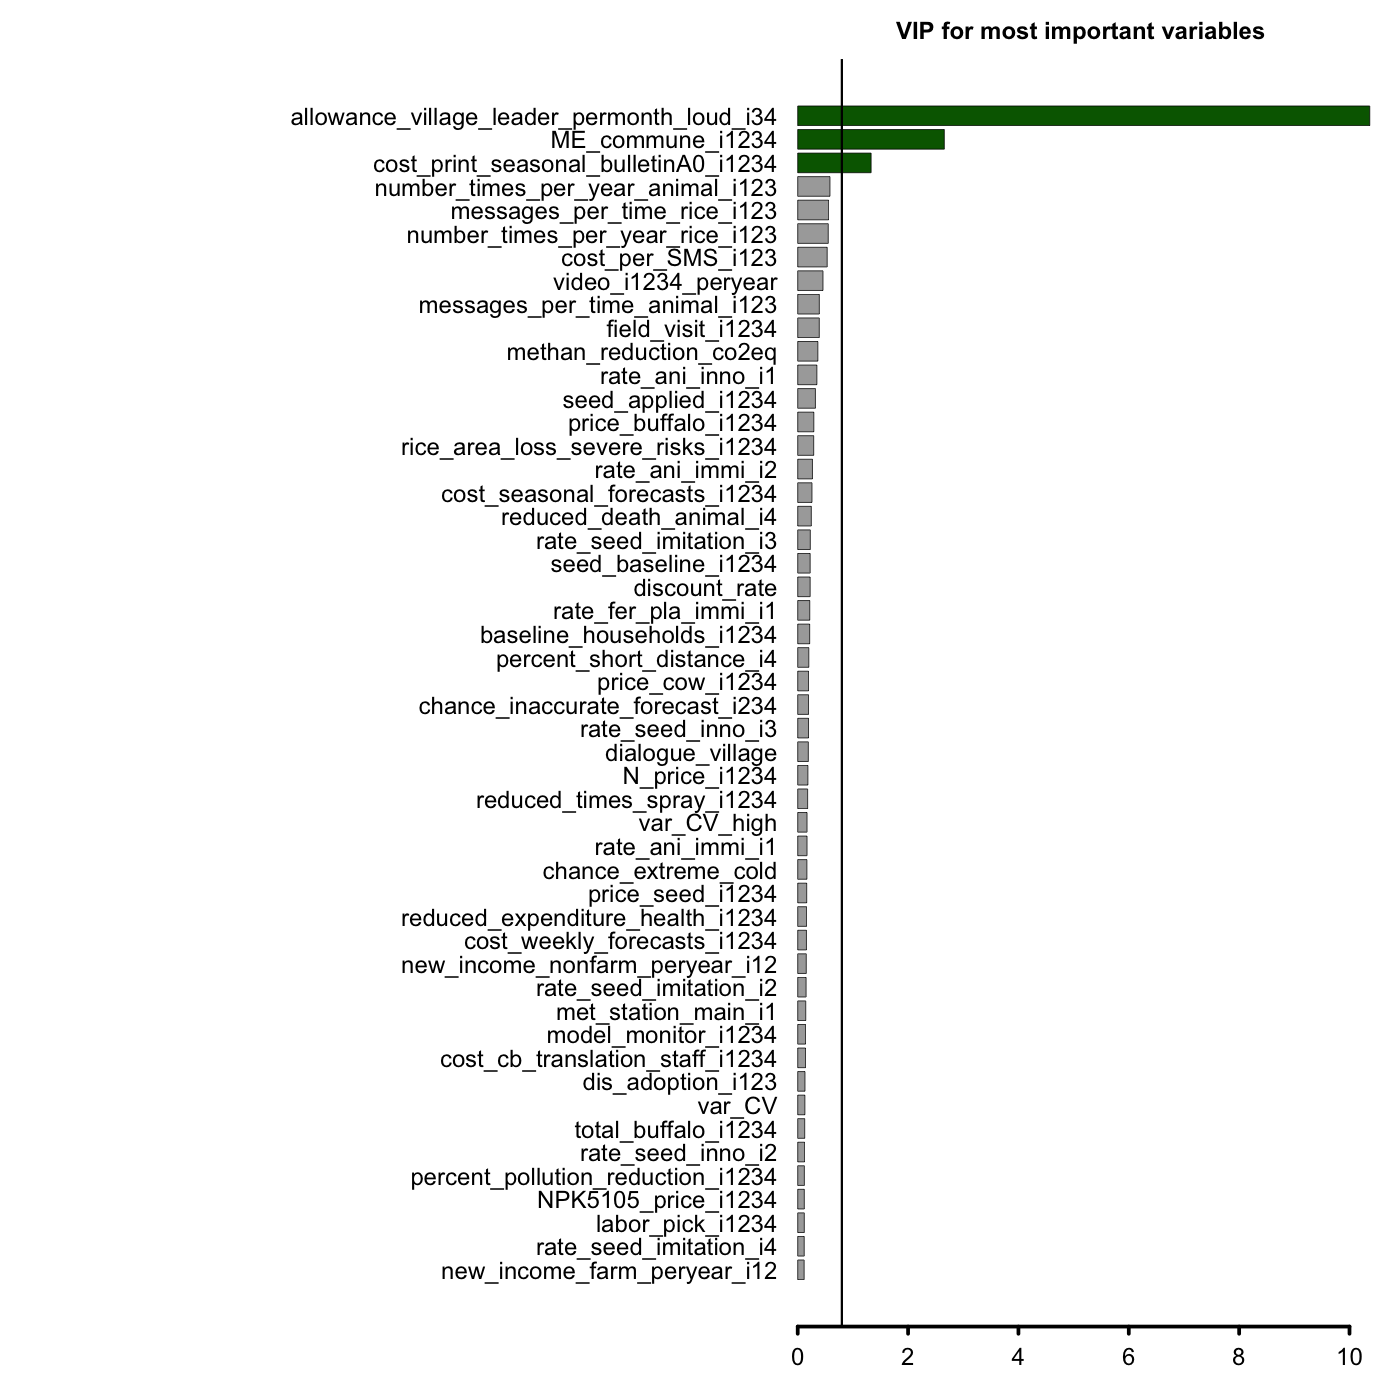 VIP for most important variables
allowance_village_leader_permonth_loud_i34
ME_commune_i1234
cost_print_seasonal_bulletinA0_i1234
number_times_per_year_animal_i123
messages_per_time_rice_i123
number_times_per_year_rice_i123
cost_per_SMS_i123
video_i1234_peryear
messages_per_time_animal_i123
field_visit_i1234
methan_reduction_co2eq
rate_ani_inno_i1
seed_applied_i1234
price_buffalo_i1234
rice_area_loss_severe_risks_i1234
rate_ani_immi_i2
cost_seasonal_forecasts_i1234
reduced_death_animal_i4
rate_seed_imitation_i3
seed_baseline_i1234
discount_rate
rate_fer_pla_immi_i1
baseline_households_i1234
percent_short_distance_i4
price_cow_i1234
chance_inaccurate_forecast_i234
rate_seed_inno_i3
dialogue_village
N_price_i1234
reduced_times_spray_i1234
var_CV_high
rate_ani_immi_i1
chance_extreme_cold
price_seed_i1234
reduced_expenditure_health_i1234
cost_weekly_forecasts_i1234
new_income_nonfarm_peryear_i12
rate_seed_imitation_i2
met_station_main_i1
model_monitor_i1234
cost_cb_translation_staff_i1234
dis_adoption_i123
var_CV
total_buffalo_i1234
rate_seed_inno_i2
percent_pollution_reduction_i1234
NPK5105_price_i1234
labor_pick_i1234
rate_seed_imitation_i4
new_income_farm_peryear_i12
0 2 4 6 8 10